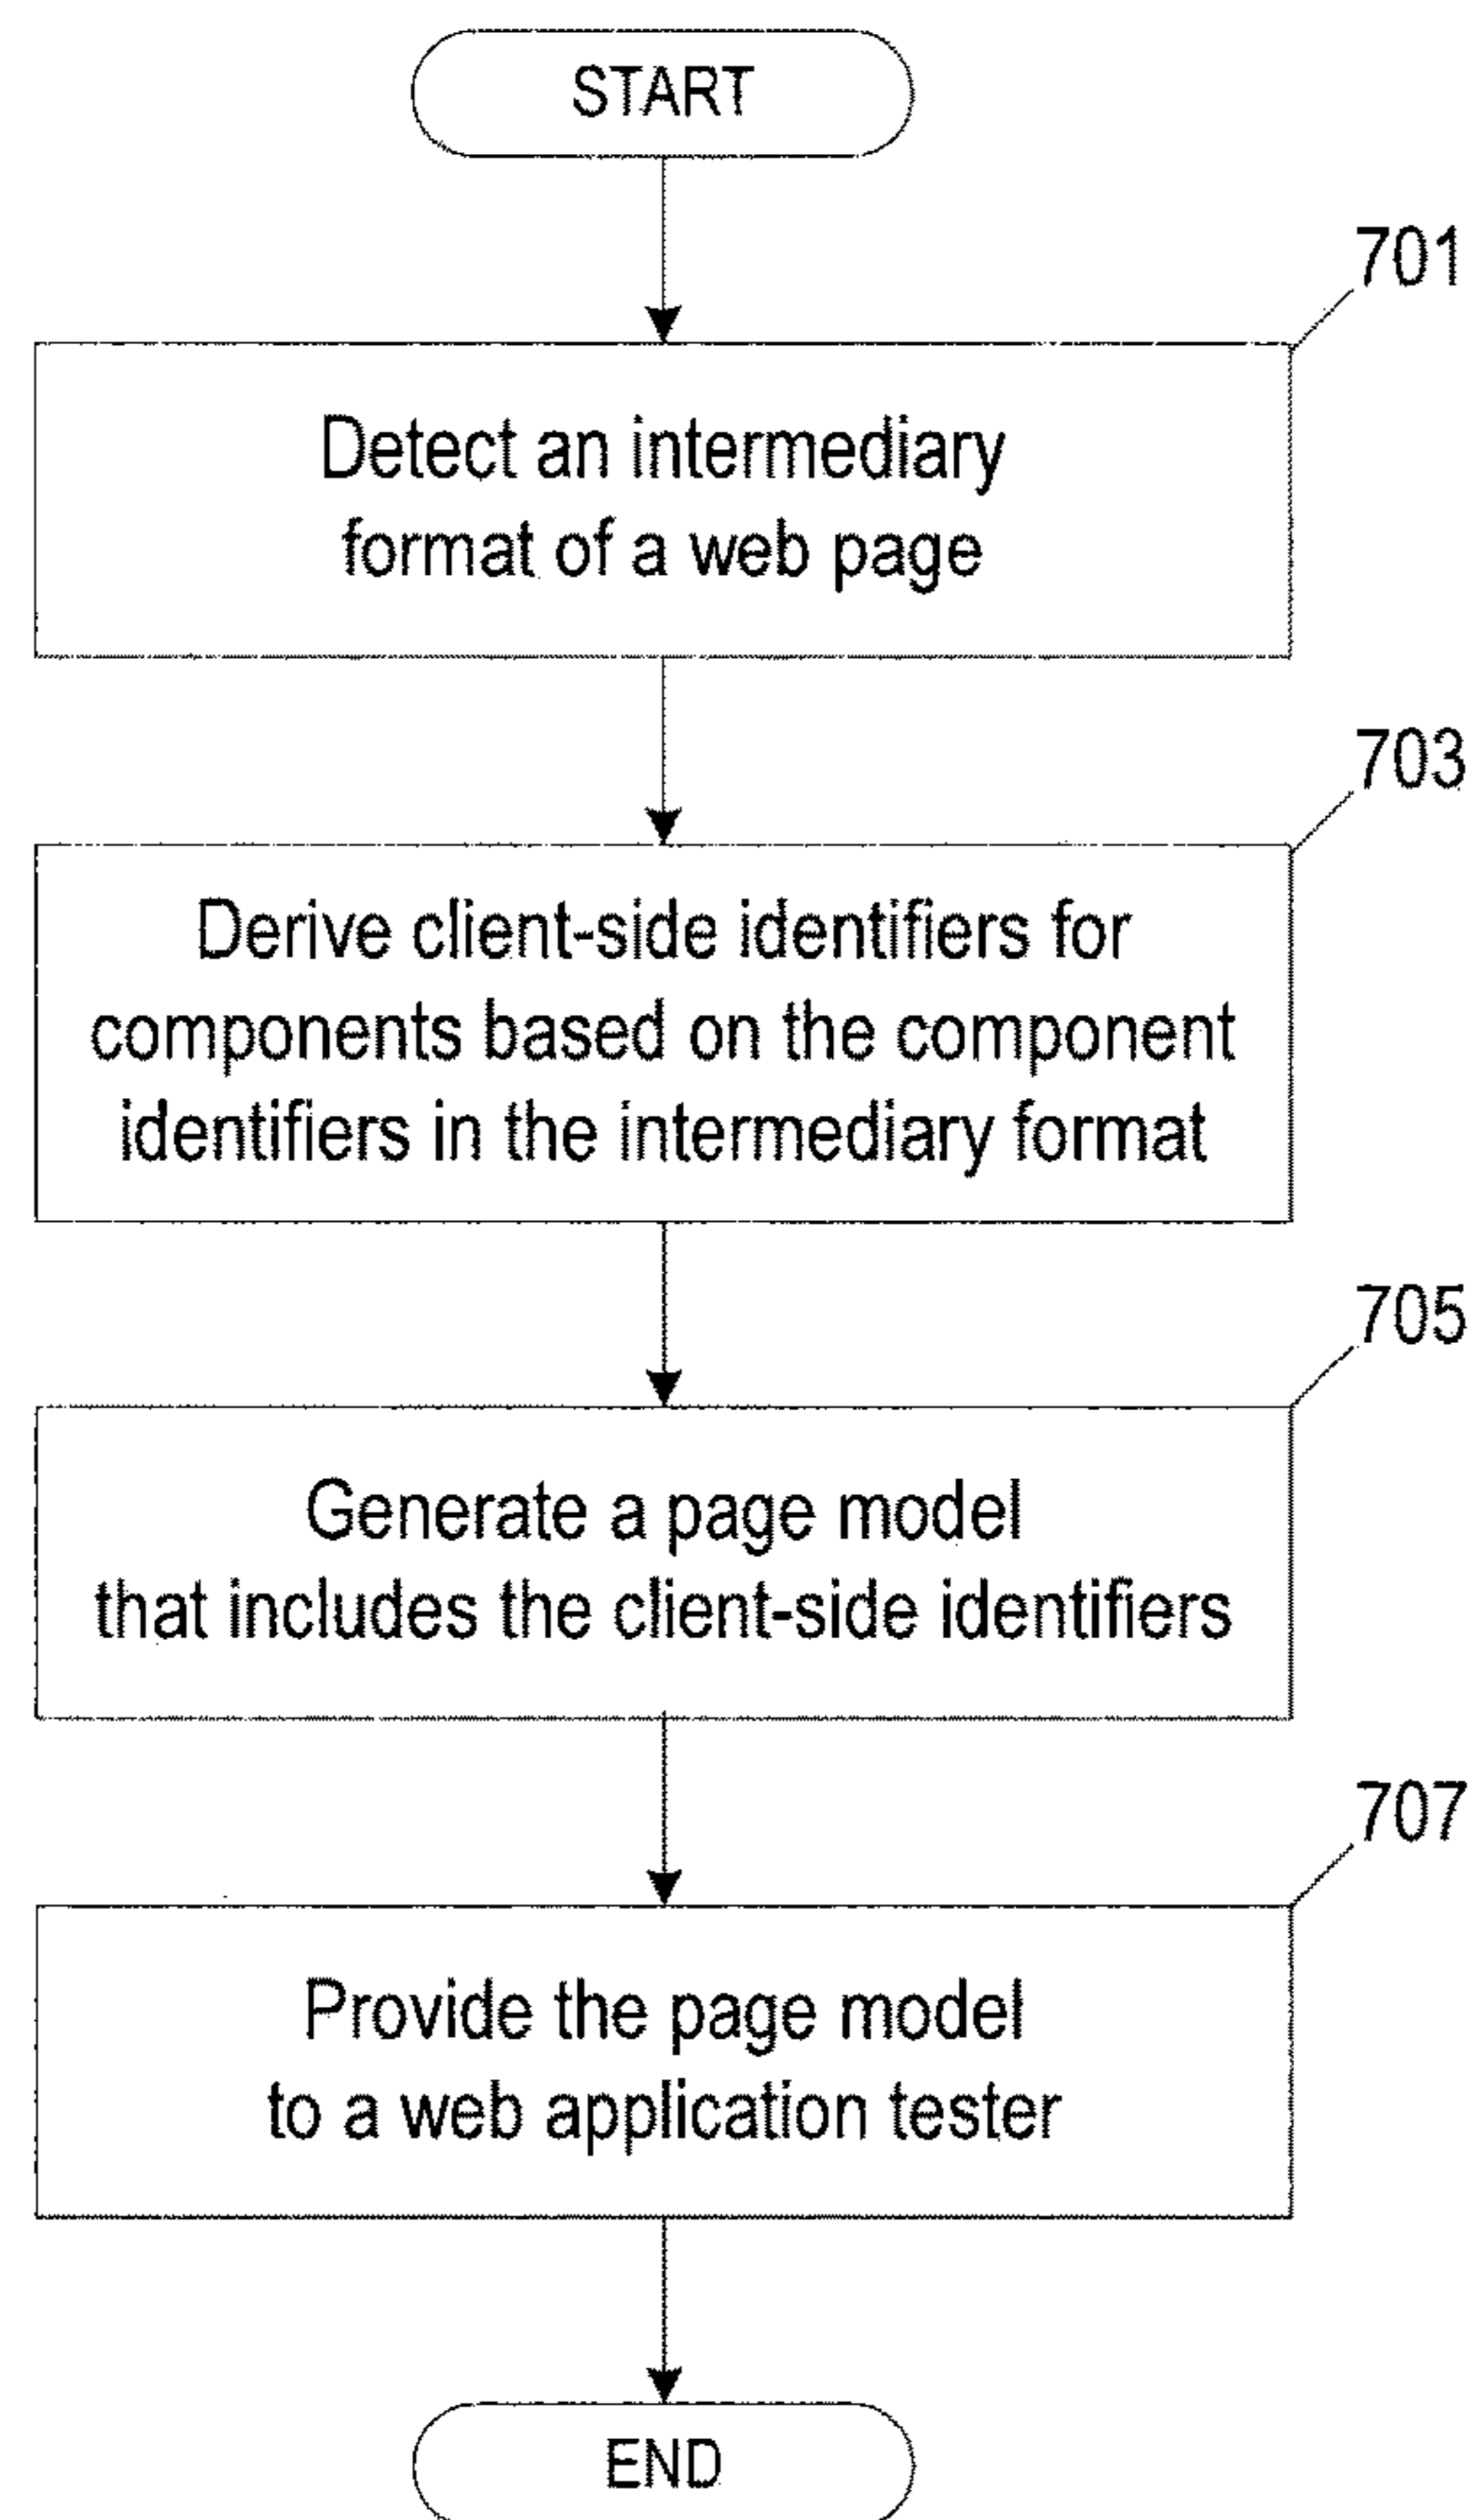 START
701
Detect an intermediary
format of a web page
703
Derive client-side identifiers for
components based on the component
identifiers in the intermediary format
705
Generate a page model
that includes the client-side identifiers
707
Provide the page model
to a web application tester
END